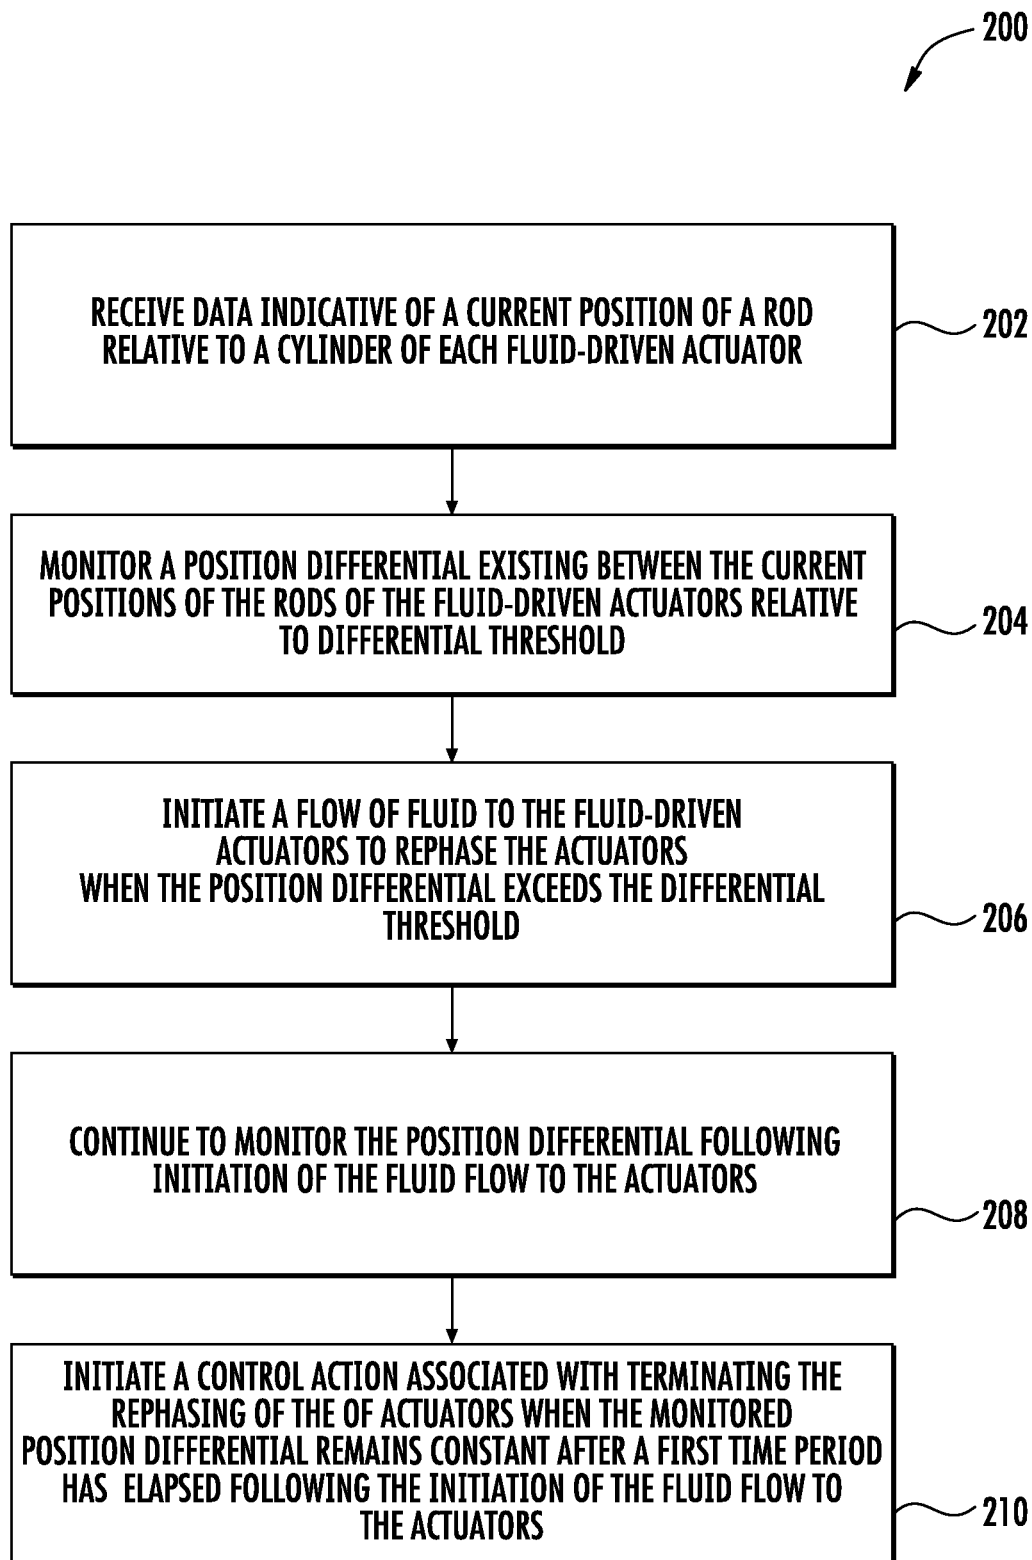 200
RECEIVE DATA INDICATIVE OF A CURRENT POSITION OF A ROD
RELATIVE TO A CYLINDER OF EACH FLUID-DRIVEN ACTUATOR
202
MONITOR A POSITION DIFFERENTIAL EXISTING BETWEEN THE CURRENT
POSITIONS OF THE RODS OF THE FLUID-DRIVEN ACTUATORS RELATIVE
TO DIFFERENTIAL THRESHOLD
204
INITIATE A FLOW OF FLUID TO THE FLUID-DRIVEN
ACTUATORS TO REPHASE THE ACTUATORS
WHEN THE POSITION DIFFERENTIAL EXCEEDS THE DIFFERENTIAL
THRESHOLD
206
CONTINUE TO MONITOR THE POSITION DIFFERENTIAL FOLLOWING
INITIATION OF THE FLUID FLOW TO THE ACTUATORS
208
INITIATE A CONTROL ACTION ASSOCIATED WITH TERMINATING THE
REPHASING OF THE OF ACTUATORS WHEN THE MONITORED
POSITION DIFFERENTIAL REMAINS CONSTANT AFTER A FIRST TIME PERIOD
HAS ELAPSED FOLLOWING THE INITIATION OF THE FLUID FLOW TO
THE ACTUATORS
210